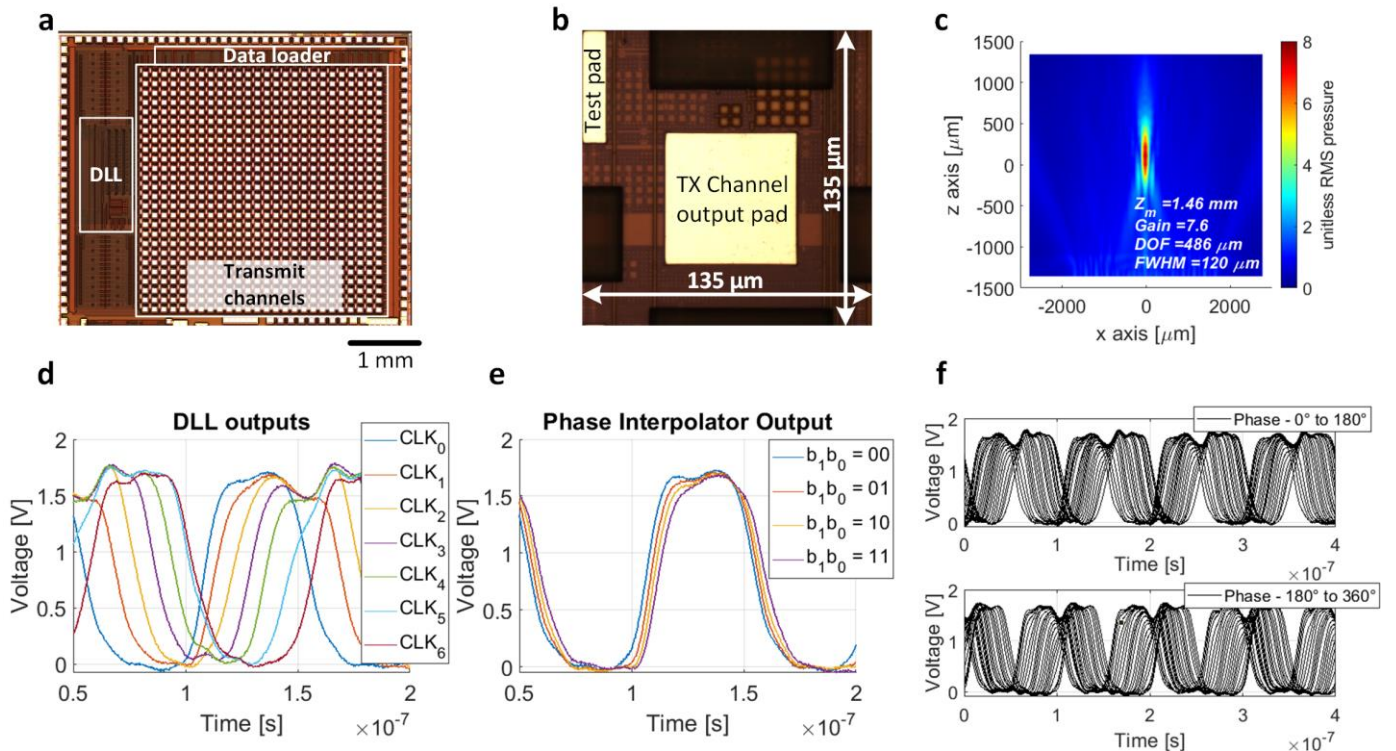 a
Data loader
DLL
Transmit
channels
1 mm
b
Test pad
TX Channel
output pad
135 µm
135 µm
c
1500
1000
500
0
-500
-1000
-1500
z axis [µm]
-2000
0
2000
x axis [µm]
Z_m =1.46 mm
Gain =7.6
DOF =486 µm
FWHM =120 µm
8
6
4
2
0
unitless RMS pressure
d
DLL outputs
2
1.5
1
0.5
0
Voltage [V]
0.5
1
1.5
2
Time [s]
×10⁻⁷
CLK₀
CLK₁
CLK₂
CLK₃
CLK₄
CLK₅
CLK₆
e
Phase Interpolator Output
2
1.5
1
0.5
0
Voltage [V]
0.5
1
1.5
2
Time [s]
×10⁻⁷
b₁b₀ = 00
b₁b₀ = 01
b₁b₀ = 10
b₁b₀ = 11
f
Phase - 0° to 180°
2
1
0
Voltage [V]
0
1
2
3
4
Time [s]
×10⁻⁷
Phase - 180° to 360°
2
1
0
Voltage [V]
0
1
2
3
4
Time [s]
×10⁻⁷